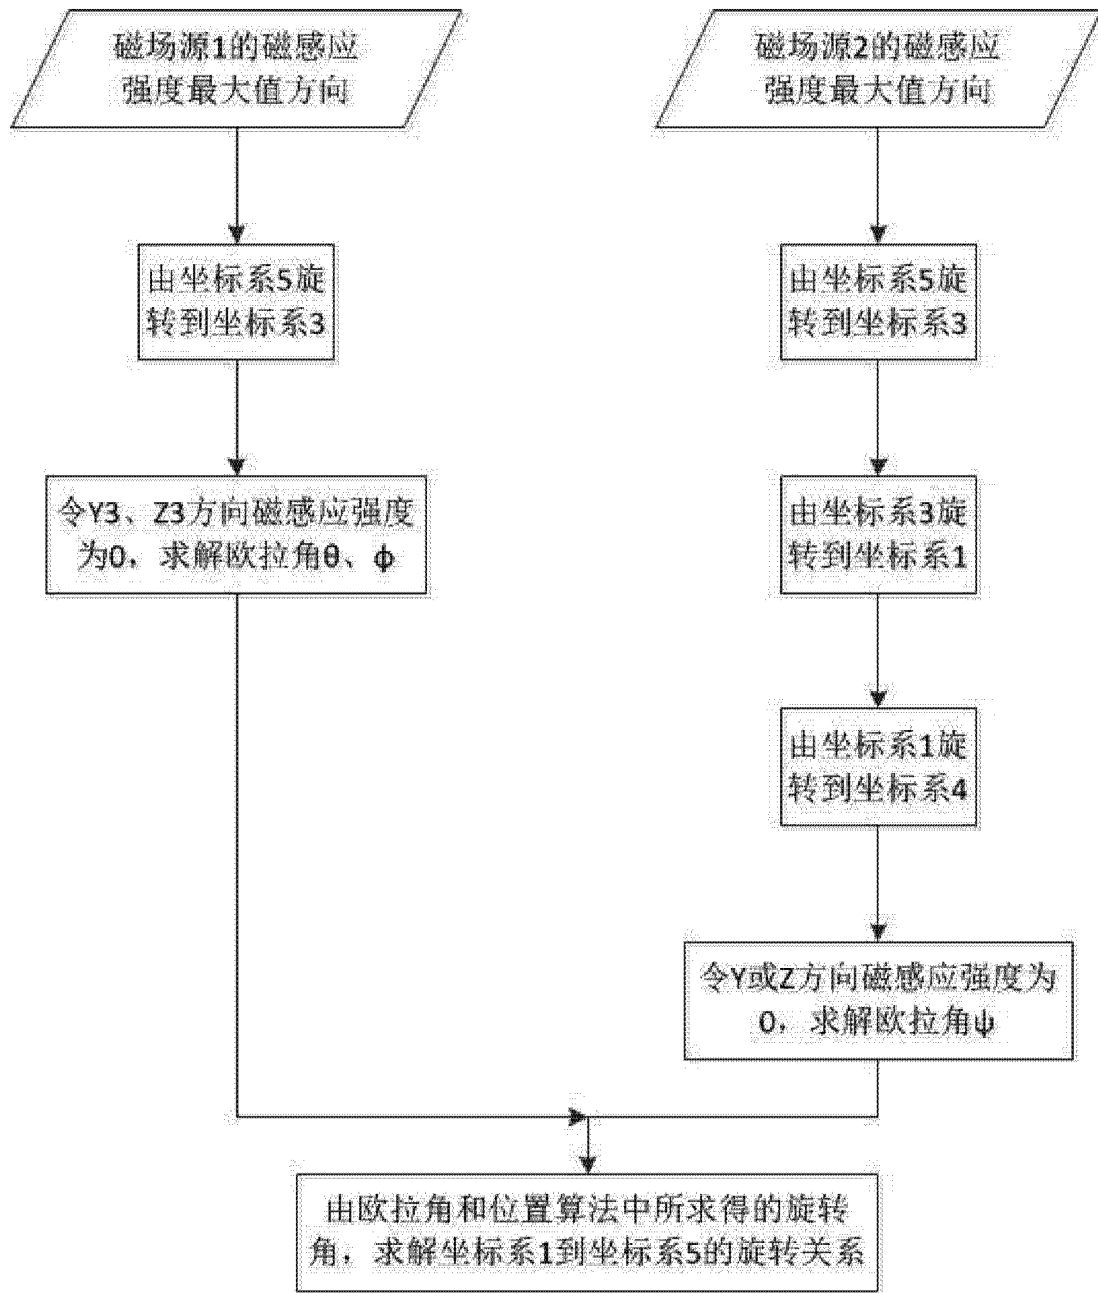 磁场源1的磁感应
强度最大值方向
由坐标系5旋
转到坐标系3
令Y3、Z3方向磁感应强度
为0，求解欧拉角θ、ϕ
磁场源2的磁感应
强度最大值方向
由坐标系5旋
转到坐标系3
由坐标系3旋
转到坐标系1
由坐标系1旋
转到坐标系4
令Y或Z方向磁感应强度为
0，求解欧拉角ψ
由欧拉角和位置算法中所求得的旋转
角，求解坐标系1到坐标系5的旋转关系